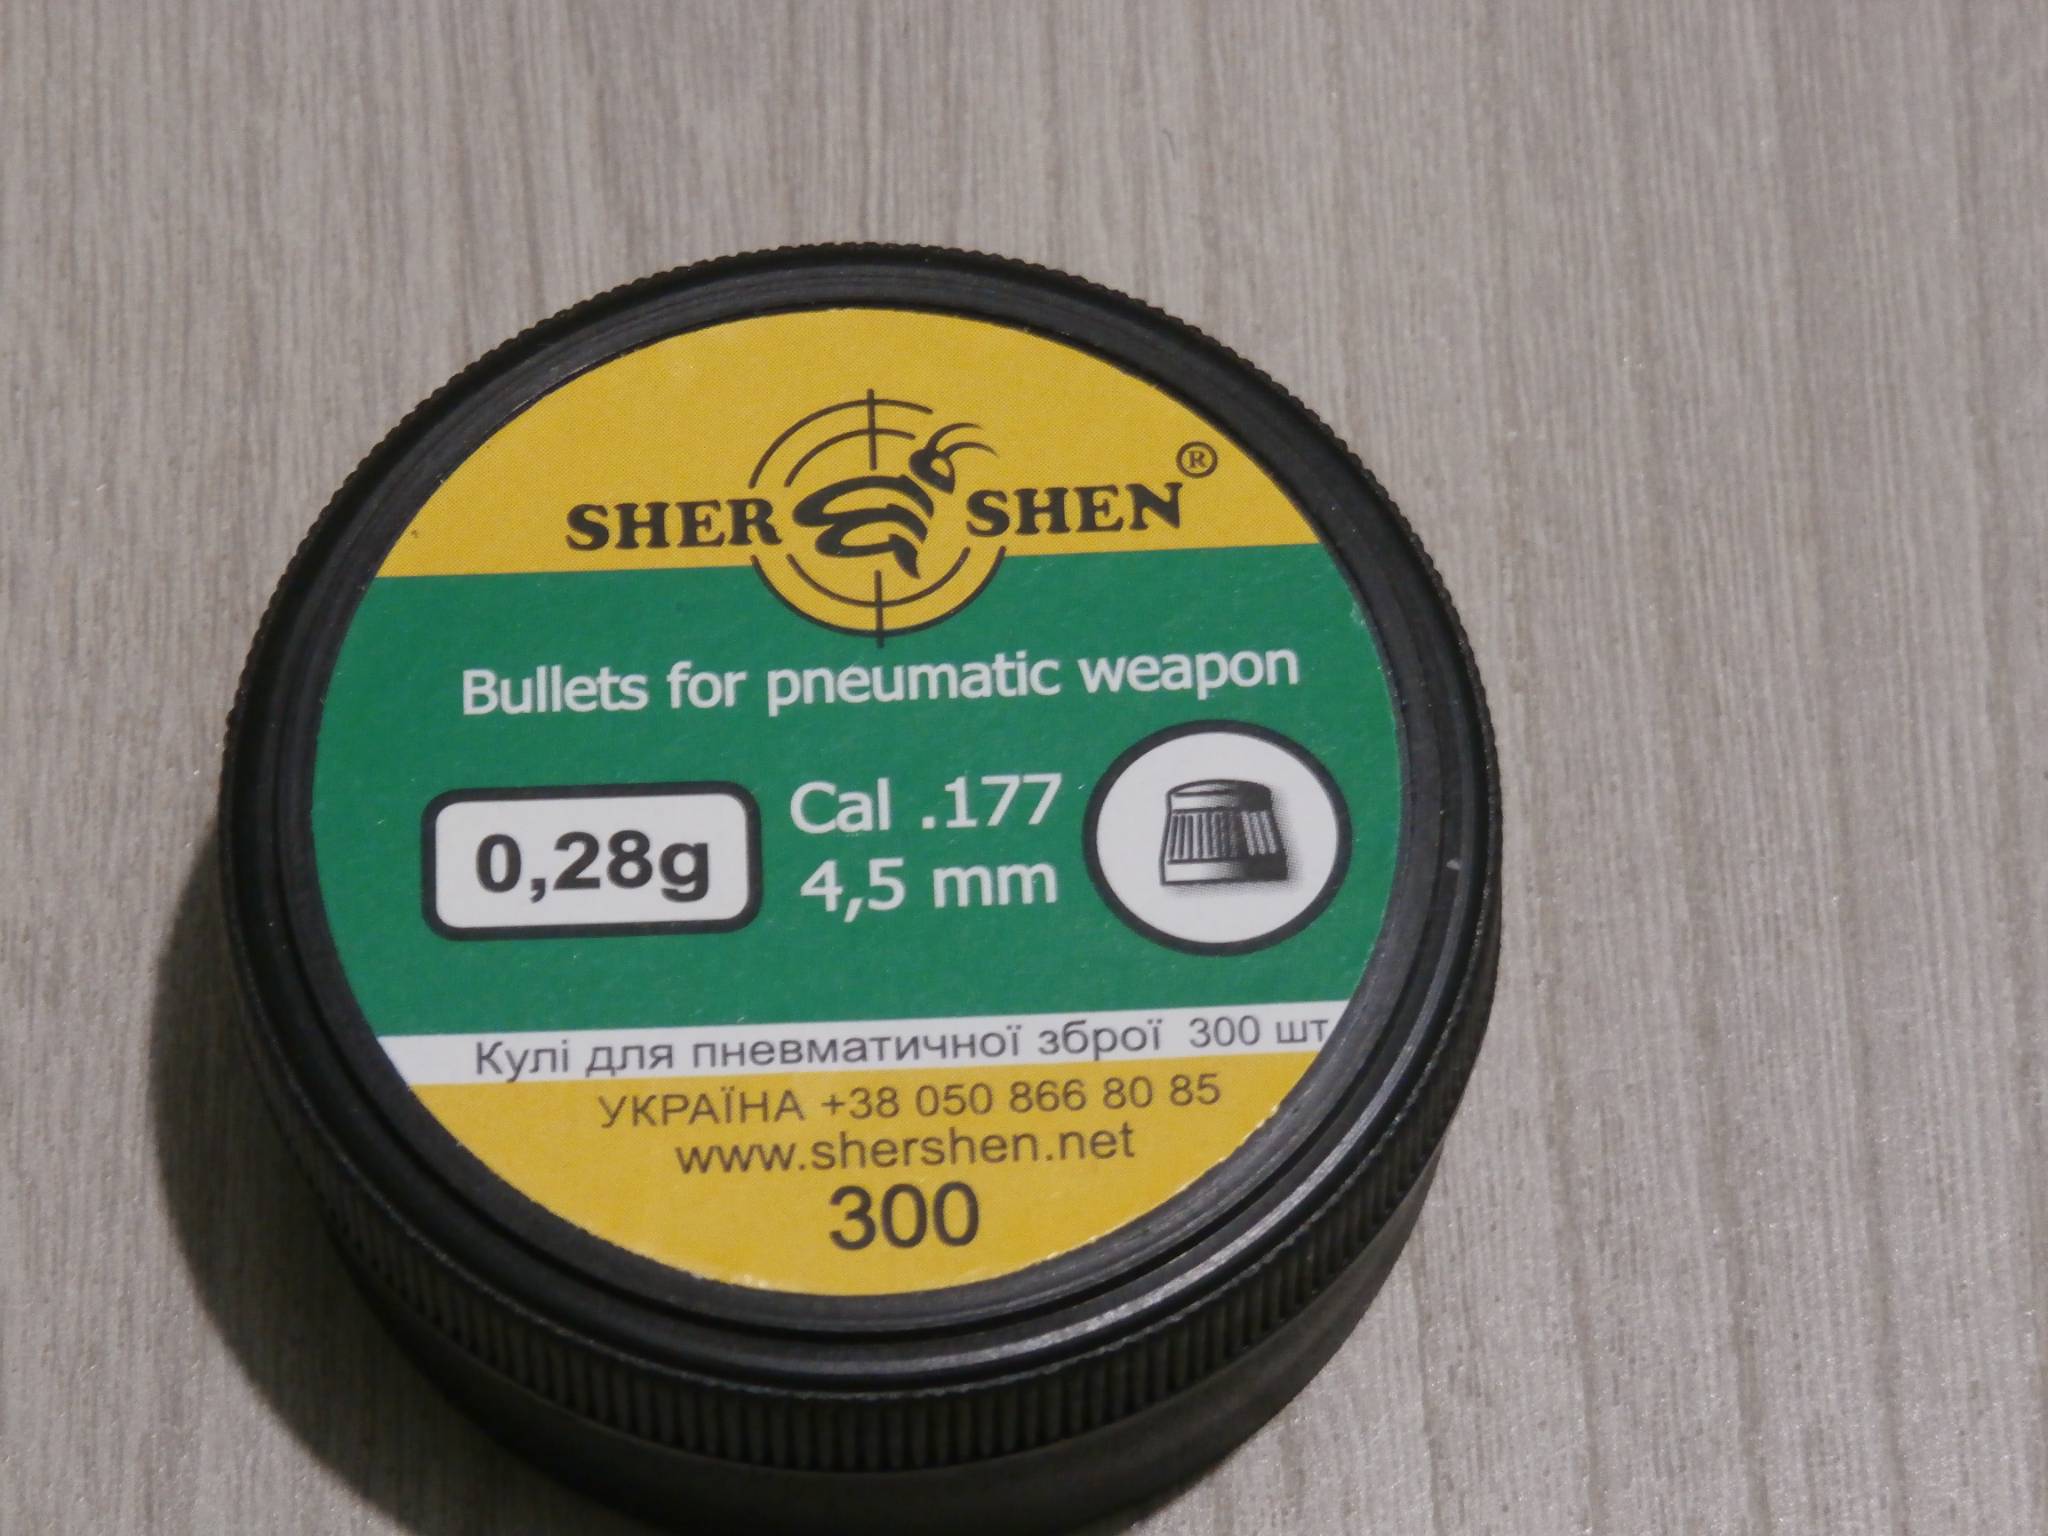 SHER SHEN ®
Bullets for pneumatic weapon
0,28g
Cal .177
4,5 mm
Кулі для пневматичної зброї 300 шт.
УКРАЇНА +38 050 866 80 85
www.shershen.net
300